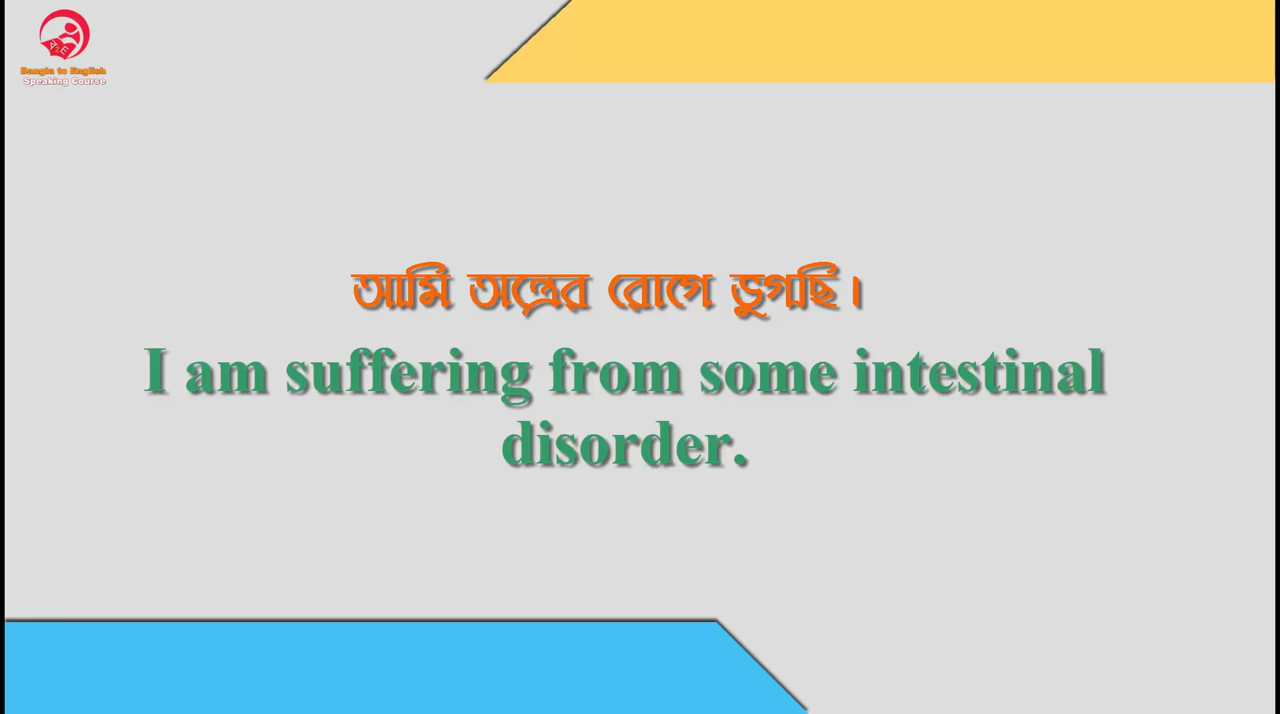 Bangla to English
Speaking Course
আমি অন্ত্রের রোগে ভুগছি।
I am suffering from some intestinal
disorder.